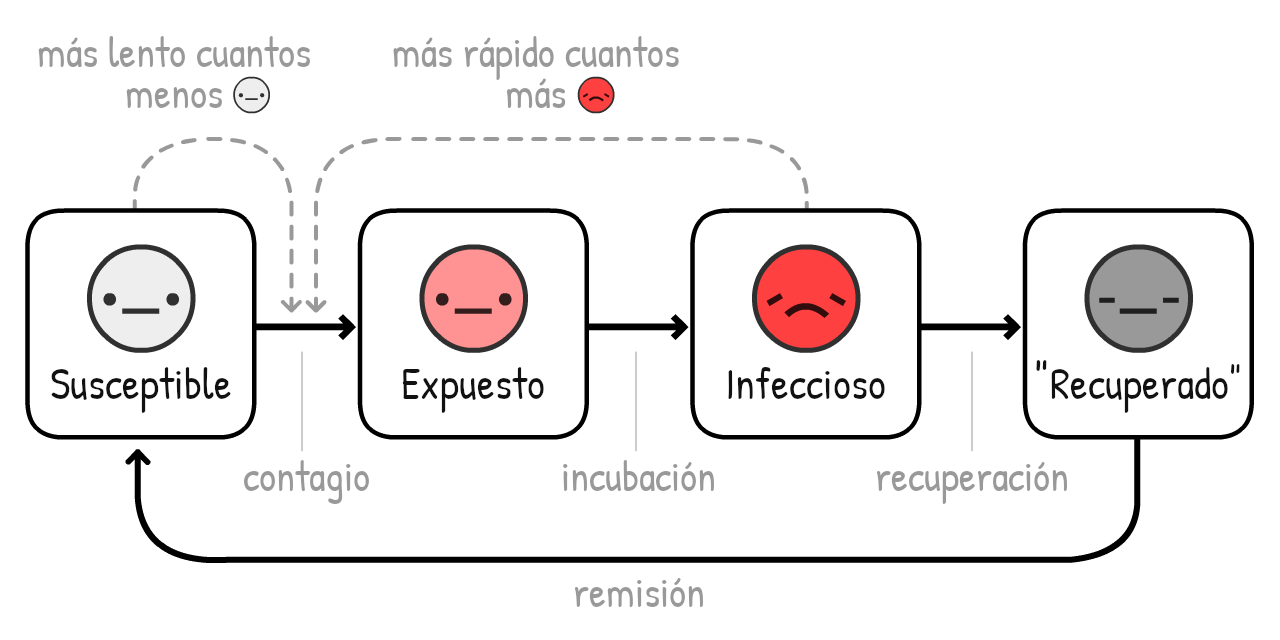 más lento cuantos
menos
más rápido cuantos
más
Susceptible
Expuesto
Infeccioso
"Recuperado"
contagio
incubación
recuperación
remisión